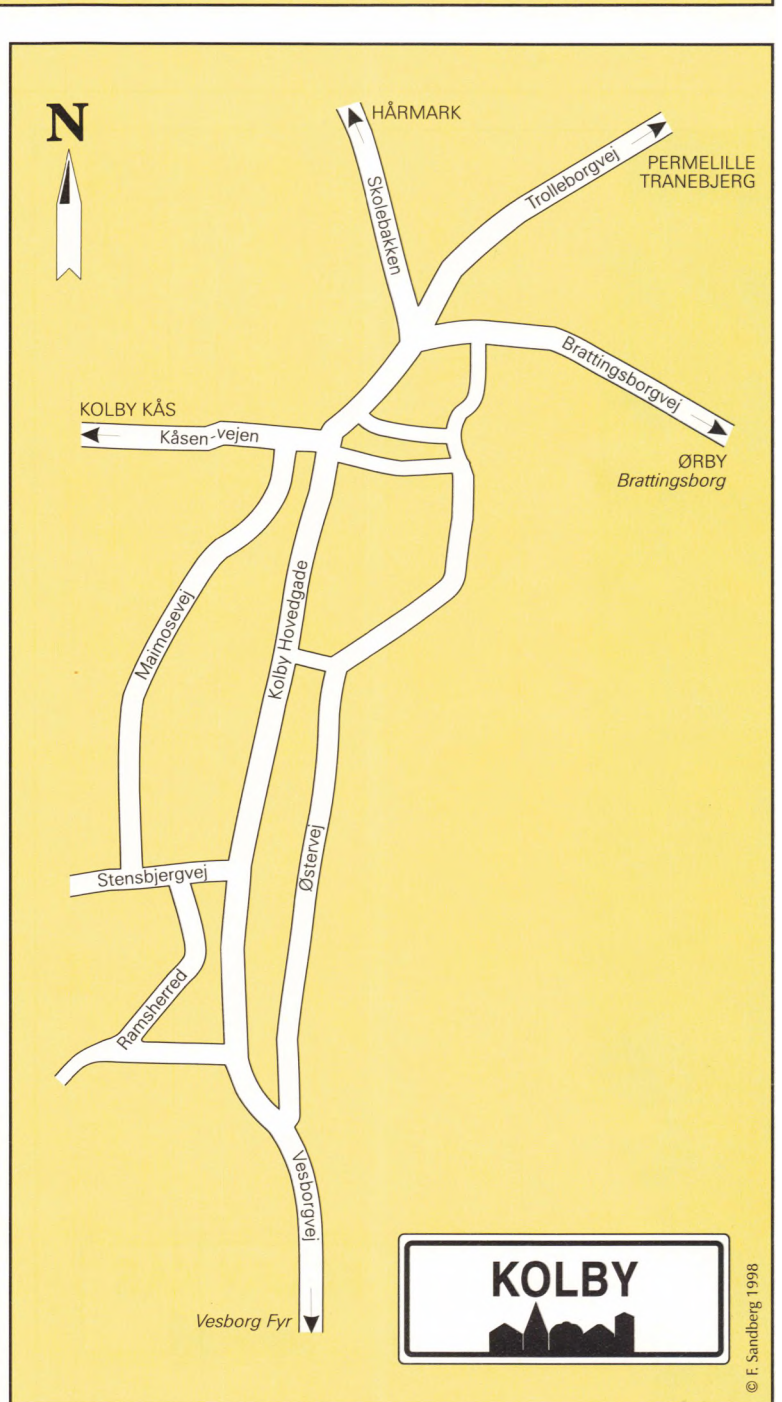 N
HÅRMARK
Trolleborgvej
PERMELILLE
TRANEBJERG
Skolebakken
Brattingsborgvej
KOLBY KÅS
Kåsen-vejen
ØRBY
Brattingsborg
Maimosevej
Kolby Hovedgade
Østervej
Stensbjergvej
Ramsherred
Vesborgvej
Vesborg Fyr
KOLBY
© F. Sandberg 1998